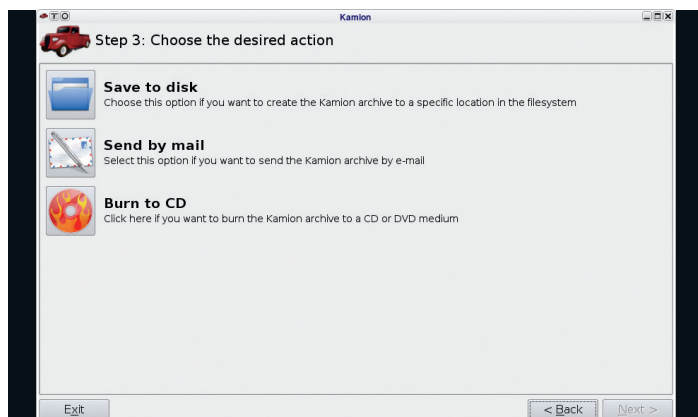 Kamion
Step 3: Choose the desired action
Save to disk
Choose this option if you want to create the Kamion archive to a specific location in the filesystem
Send by mail
Select this option if you want to send the Kamion archive by e-mail
Burn to CD
Click here if you want to burn the Kamion archive to a CD or DVD medium
Exit
< Back
Next >